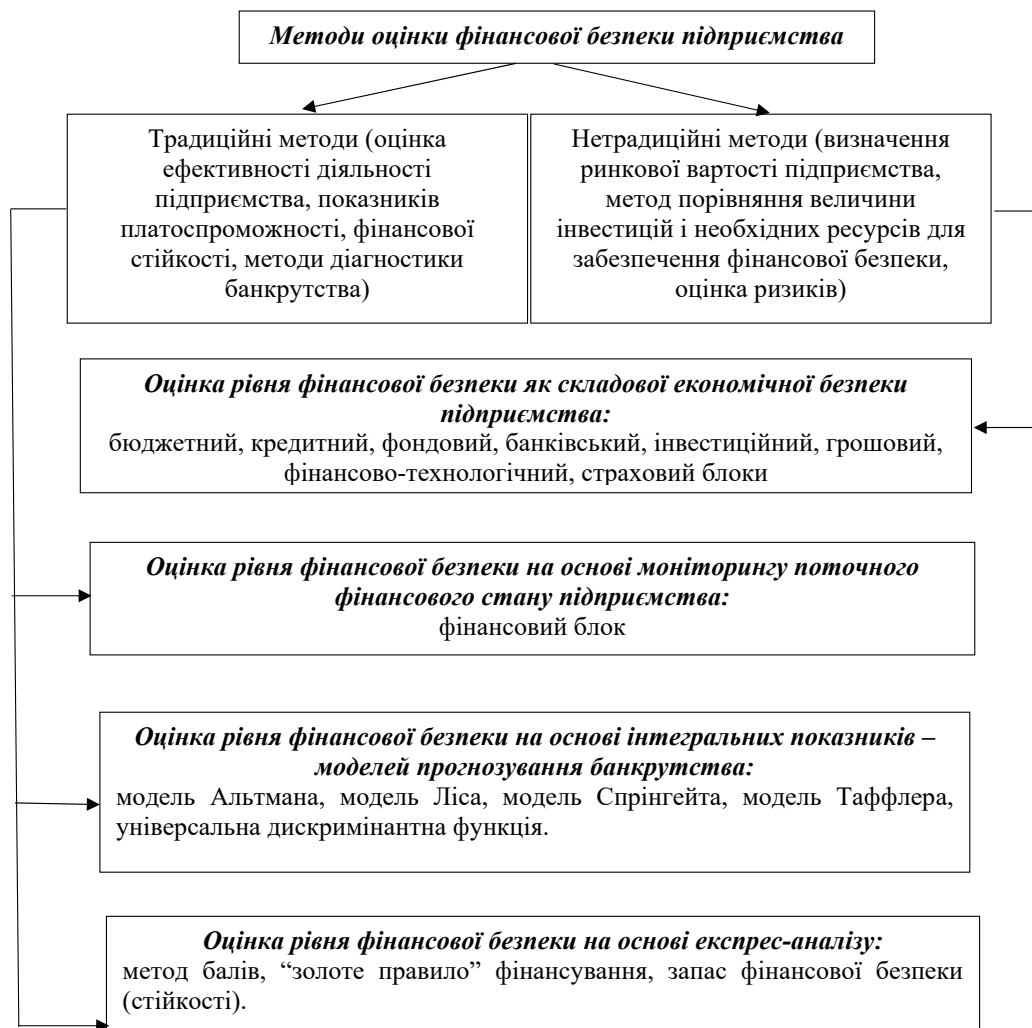 Методи оцінки фінансової безпеки підприємства
Традиційні методи (оцінка
ефективності діяльності
підприємства, показників
платоспроможності, фінансової
стійкості, методи діагностики
банкрутства)
Нетрадиційні методи (визначення
ринкової вартості підприємства,
метод порівняння величини
інвестицій і необхідних ресурсів для
забезпечення фінансової безпеки,
оцінка ризиків)
Оцінка рівня фінансової безпеки як складової економічної безпеки
підприємства:
бюджетний, кредитний, фондовий, банківський, інвестиційний, грошовий,
фінансово-технологічний, страховий блоки
Оцінка рівня фінансової безпеки на основі моніторингу поточного
фінансового стану підприємства:
фінансовий блок
Оцінка рівня фінансової безпеки на основі інтегральних показників –
моделей прогнозування банкрутства:
модель Альтмана, модель Ліса, модель Спрінгейта, модель Таффлера,
універсальна дискримінантна функція.
Оцінка рівня фінансової безпеки на основі експрес-аналізу:
метод балів, “золоте правило” фінансування, запас фінансової безпеки
(стійкості).